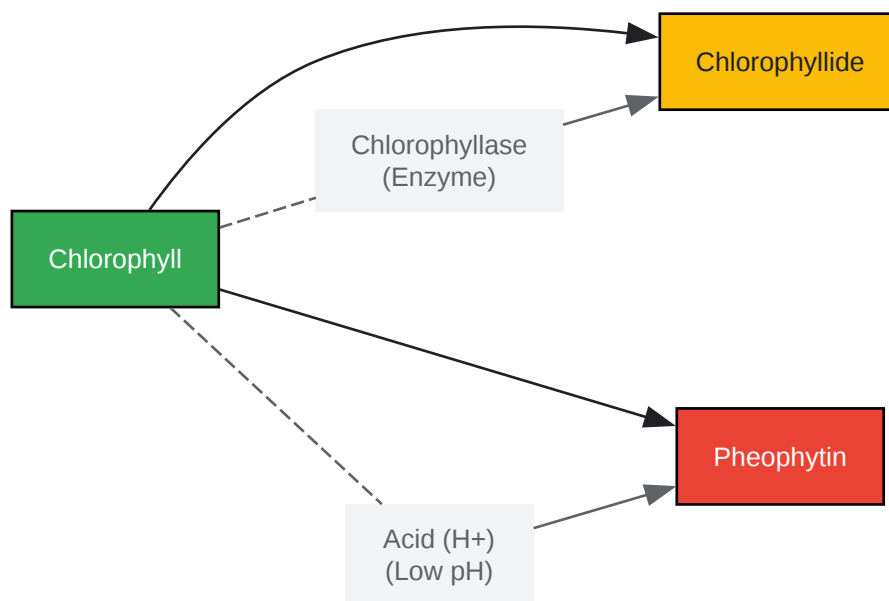 Chlorophyllide
Chlorophyllase
(Enzyme)
Chlorophyll
Pheophytin
Acid (H+)
(Low pH)